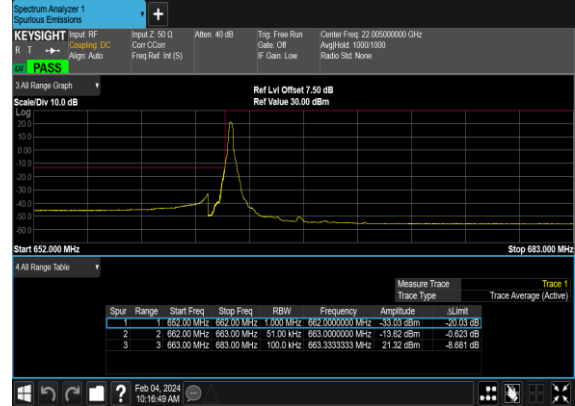 Spectrum Analyzer 1
Spurious Emissions
KEYSIGHT Input: RF Input Z: 50 Ω Atten: 40 dB Trig: Free Run Center Freq: 22.005000000 GHz
R T Coupling: DC Corr CCorr Gate: Off Avg|Hold: 1000/1000
Align: Auto Freq Ref: Int (S) IF Gain: Low Radio Std: None
PASS
3 All Range Graph
Ref Lvl Offset 7.50 dB
Scale/Div 10.0 dB Ref Value 30.00 dBm
Log
20.0
10.0
0.00
-10.0
-20.0
-30.0
-40.0
-50.0
-60.0
Start 652.000 MHz Stop 683.000 MHz
4 All Range Table
Measure Trace Trace 1
Trace Type Trace Average (Active)
Spur Range Start Freq Stop Freq RBW Frequency Amplitude ΔLimit
1 1 652.00 MHz 662.00 MHz 1.000 MHz 662.0000000 MHz -33.03 dBm -20.03 dB
2 2 662.00 MHz 663.00 MHz 51.00 kHz 663.0000000 MHz -13.62 dBm -0.623 dB
3 3 663.00 MHz 683.00 MHz 100.0 kHz 663.3333333 MHz 21.32 dBm -8.681 dB
? Feb 04, 2024
10:16:49 AM